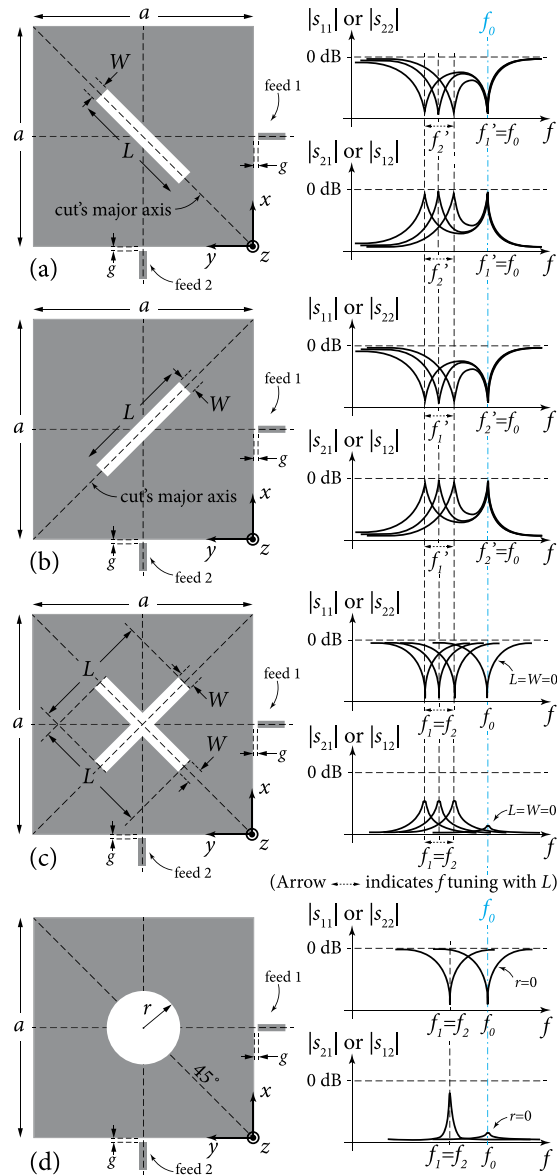 a
|s11| or |s22|
f0
0 dB
W
feed 1
a
L
g
f2' f1'=f0 f
|s21| or |s12|
0 dB
cut's major axis
x
g
y z
(a)
feed 2
f2' f1'=f0 f
a
|s11| or |s22|
0 dB
feed 1
L
W
a
g
f1' f2'=f0 f
|s21| or |s12|
0 dB
cut's major axis
x
g
y z
(b)
feed 2
f1' f2'=f0 f
a
|s11| or |s22|
0 dB
L
W
feed 1
L=W=0
a
W
g
f1=f2 f0 f
|s21| or |s12|
0 dB
L
x
L=W=0
g
y z
(c)
feed 2
f1=f2 f
(Arrow ◂┈▸ indicates f tuning with L)
a
|s11| or |s22|
f0
0 dB
r
feed 1
r=0
a
g
f1=f2 f0 f
|s21| or |s12|
0 dB
45°
x
r=0
g
y z
(d)
feed 2
f1=f2 f0 f